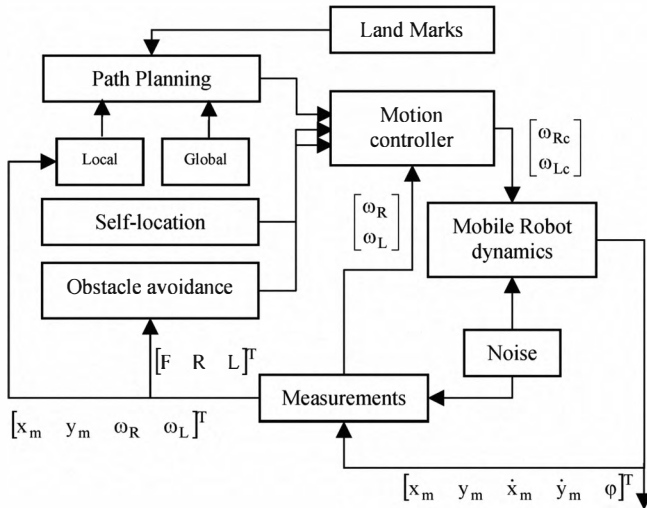 Land Marks
Path Planning
Local
Global
Motion
controller
[ω_Rc
ω_Lc]
Self-location
[ω_R
ω_L]
Mobile Robot
dynamics
Obstacle avoidance
Noise
[F R L]^T
Measurements
[x_m y_m ω_R ω_L]^T
[x_m y_m ẋ_m ẏ_m φ]^T